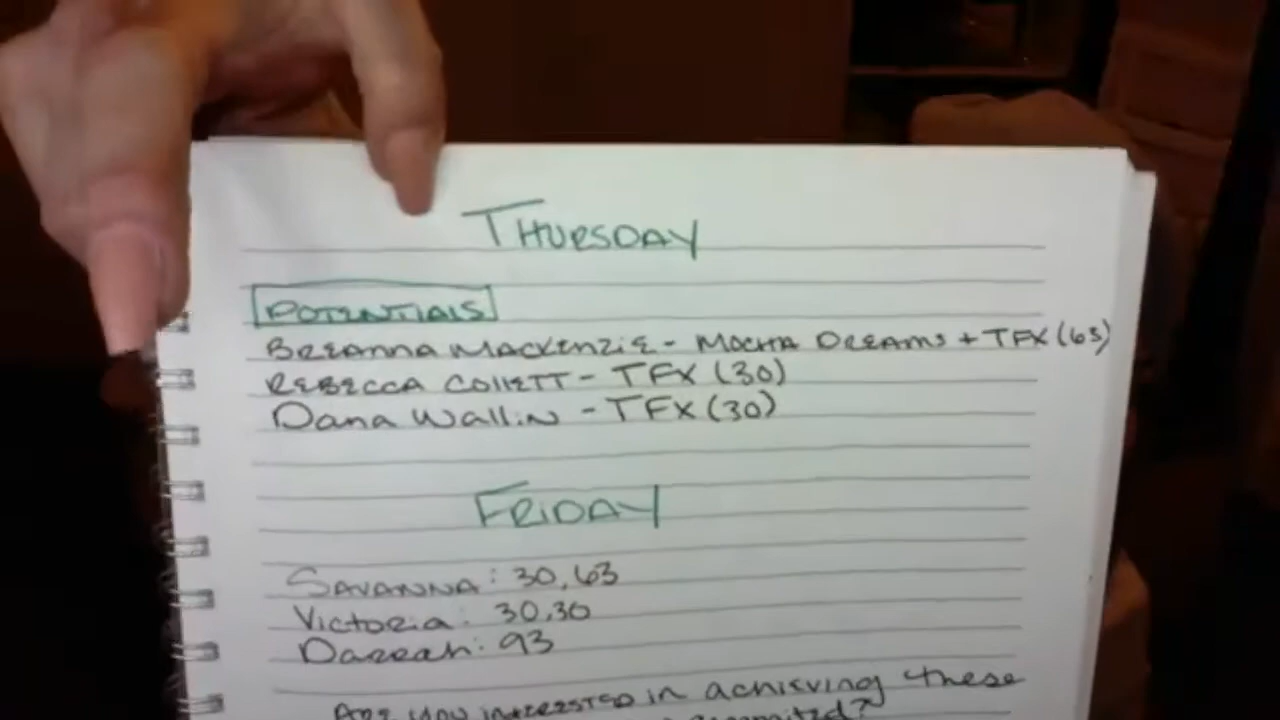 THURSDAY
POTENTIALS
BREANNA MACKENZIE - MOCHA DREAMS + TFX (63)
REBECCA COLLETT - TFX (30)
Dana Wallin - TFX (30)
FRIDAY
SAVANNA: 30, 63
Victoria: 30, 30
Darrah: 93
ARE YOU INTERESTED in achieving these